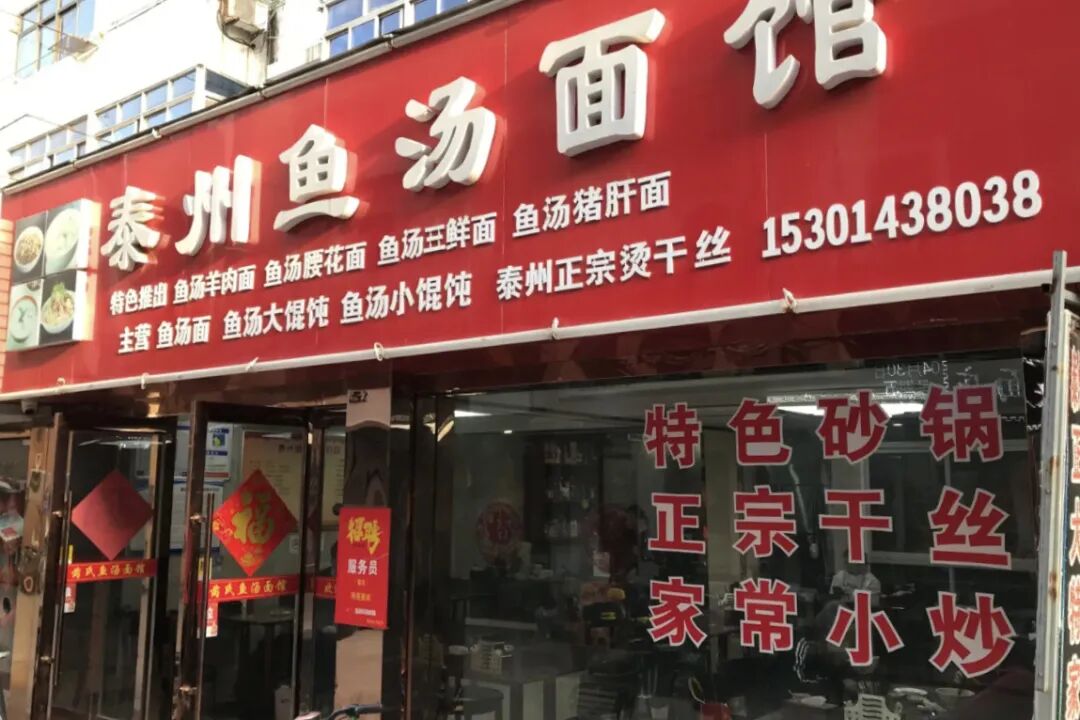 泰州鱼汤面馆
特色推出 鱼汤羊肉面 鱼汤腰花面 鱼汤三鲜面 鱼汤猪肝面
主营 鱼汤面 鱼汤大馄饨 鱼汤小馄饨 泰州正宗烫干丝 15301438038
特色砂锅
正宗干丝
家常小炒
福
招聘
服务员